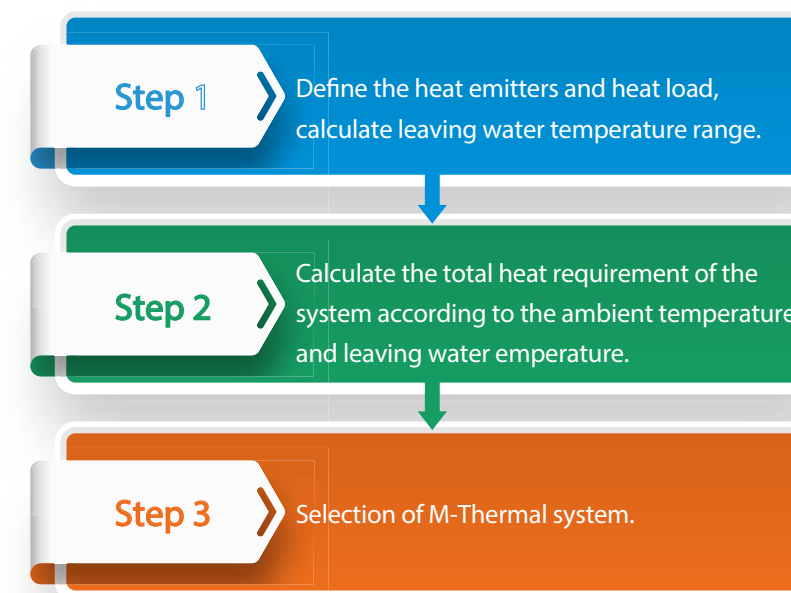 Step 1
Define the heat emitters and heat load,
calculate leaving water temperature range.
Step 2
Calculate the total heat requirement of the
system according to the ambient temperature
and leaving water emperature.
Step 3
Selection of M-Thermal system.